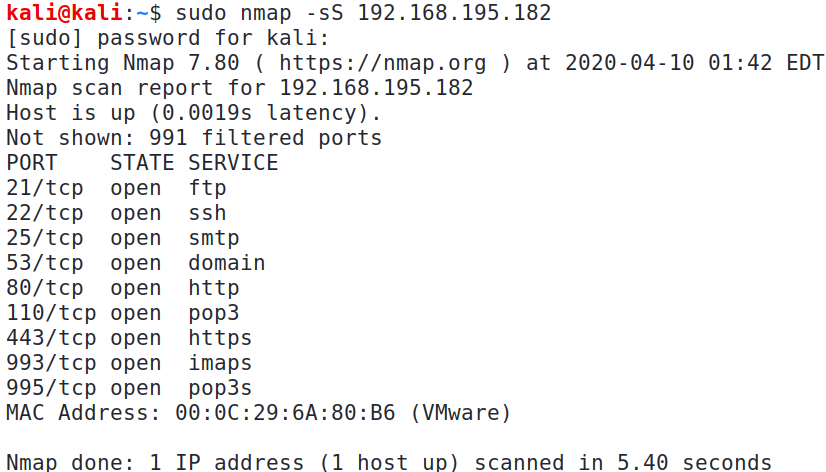 kali@kali:~$ sudo nmap -sS 192.168.195.182
[sudo] password for kali:
Starting Nmap 7.80 ( https://nmap.org ) at 2020-04-10 01:42 EDT
Nmap scan report for 192.168.195.182
Host is up (0.0019s latency).
Not shown: 991 filtered ports
PORT    STATE SERVICE
21/tcp  open  ftp
22/tcp  open  ssh
25/tcp  open  smtp
53/tcp  open  domain
80/tcp  open  http
110/tcp open  pop3
443/tcp open  https
993/tcp open  imaps
995/tcp open  pop3s
MAC Address: 00:0C:29:6A:80:B6 (VMware)
Nmap done: 1 IP address (1 host up) scanned in 5.40 seconds